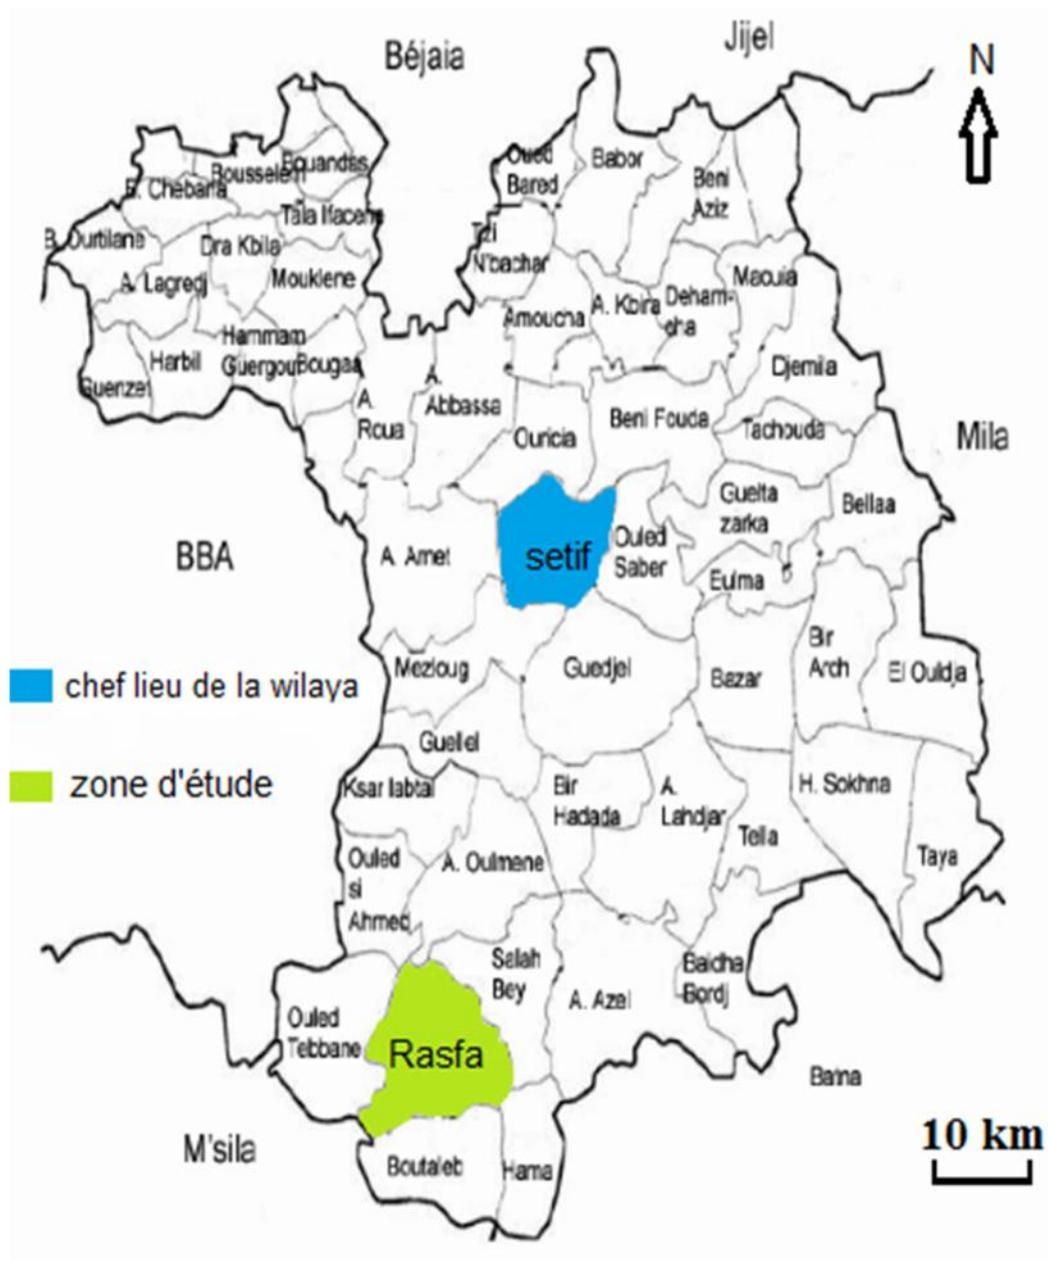 Jijel
Béjaia
N
Bouandas
Bousselem
Oued
Bared
Babor
B. Chebana
Beni
Aziz
Tala Ifacene
B. Ourtilane
Dra Kbila
Tizi
N'bachar
A. Lagredj
Mouklene
Maouia
Amoucha
A. Kbira
Deham-
cha
Hammam
Guergour
Bougaa
Harbil
Guenzet
Djemila
A.
Abbassa
A.
Roua
Beni Fouda
Ouricia
Tachouda
Mila
Guelta
zarka
Bellaa
BBA
A. Arnet
setif
Ouled
Saber
Eulma
Bir
Arch
Mezloug
Guedjel
Bazar
El Ouldja
chef lieu de la wilaya
Guellel
zone d'étude
Ksar labtal
Bir
Hadada
A.
Lahdjar
H. Sokhna
Tella
Ouled
si
Ahmed
A. Oulmene
Taya
Salah
Bey
Baidha
Bordj
A. Azel
Ouled
Tebbane
Rasfa
Batna
M'sila
10 km
Boutaleb
Hama